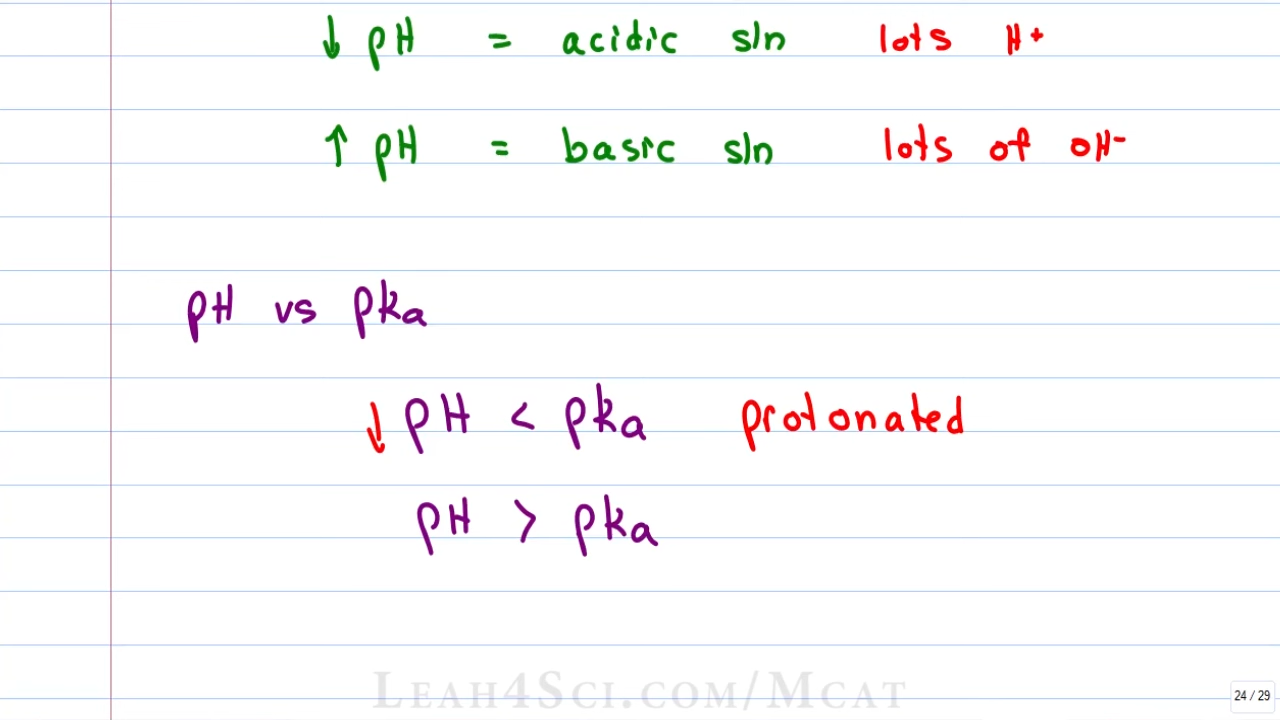 ↓ pH = acidic sln lots H+
↑ pH = basic sln lots of OH-
pH vs pka
↓ pH < pka protonated
pH > pka
LEAH4SCI.COM/MCAT
24 / 29